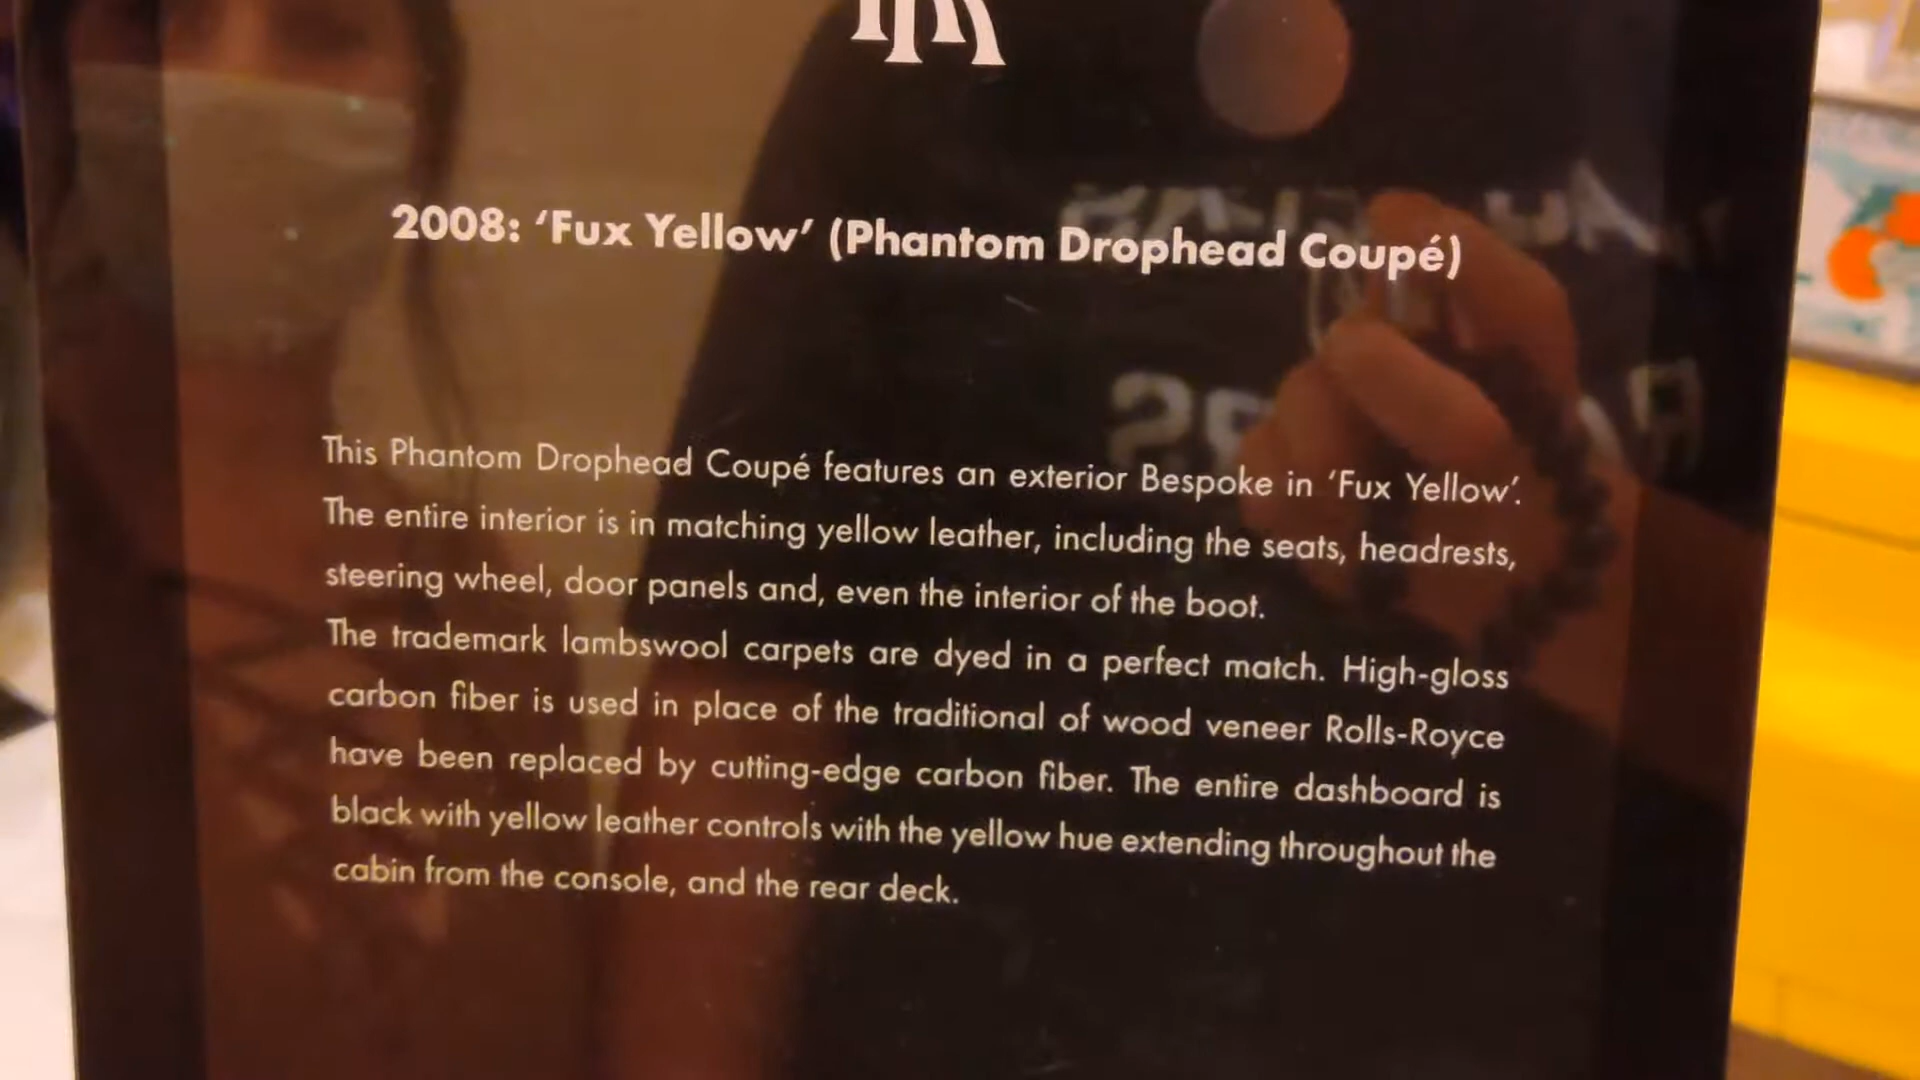 2008: ‘Fux Yellow’ (Phantom Drophead Coupé)
This Phantom Drophead Coupé features an exterior Bespoke in ‘Fux Yellow’.
The entire interior is in matching yellow leather, including the seats, headrests,
steering wheel, door panels and, even the interior of the boot.
The trademark lambswool carpets are dyed in a perfect match. High-gloss
carbon fiber is used in place of the traditional of wood veneer Rolls-Royce
have been replaced by cutting-edge carbon fiber. The entire dashboard is
black with yellow leather controls with the yellow hue extending throughout the
cabin from the console, and the rear deck.